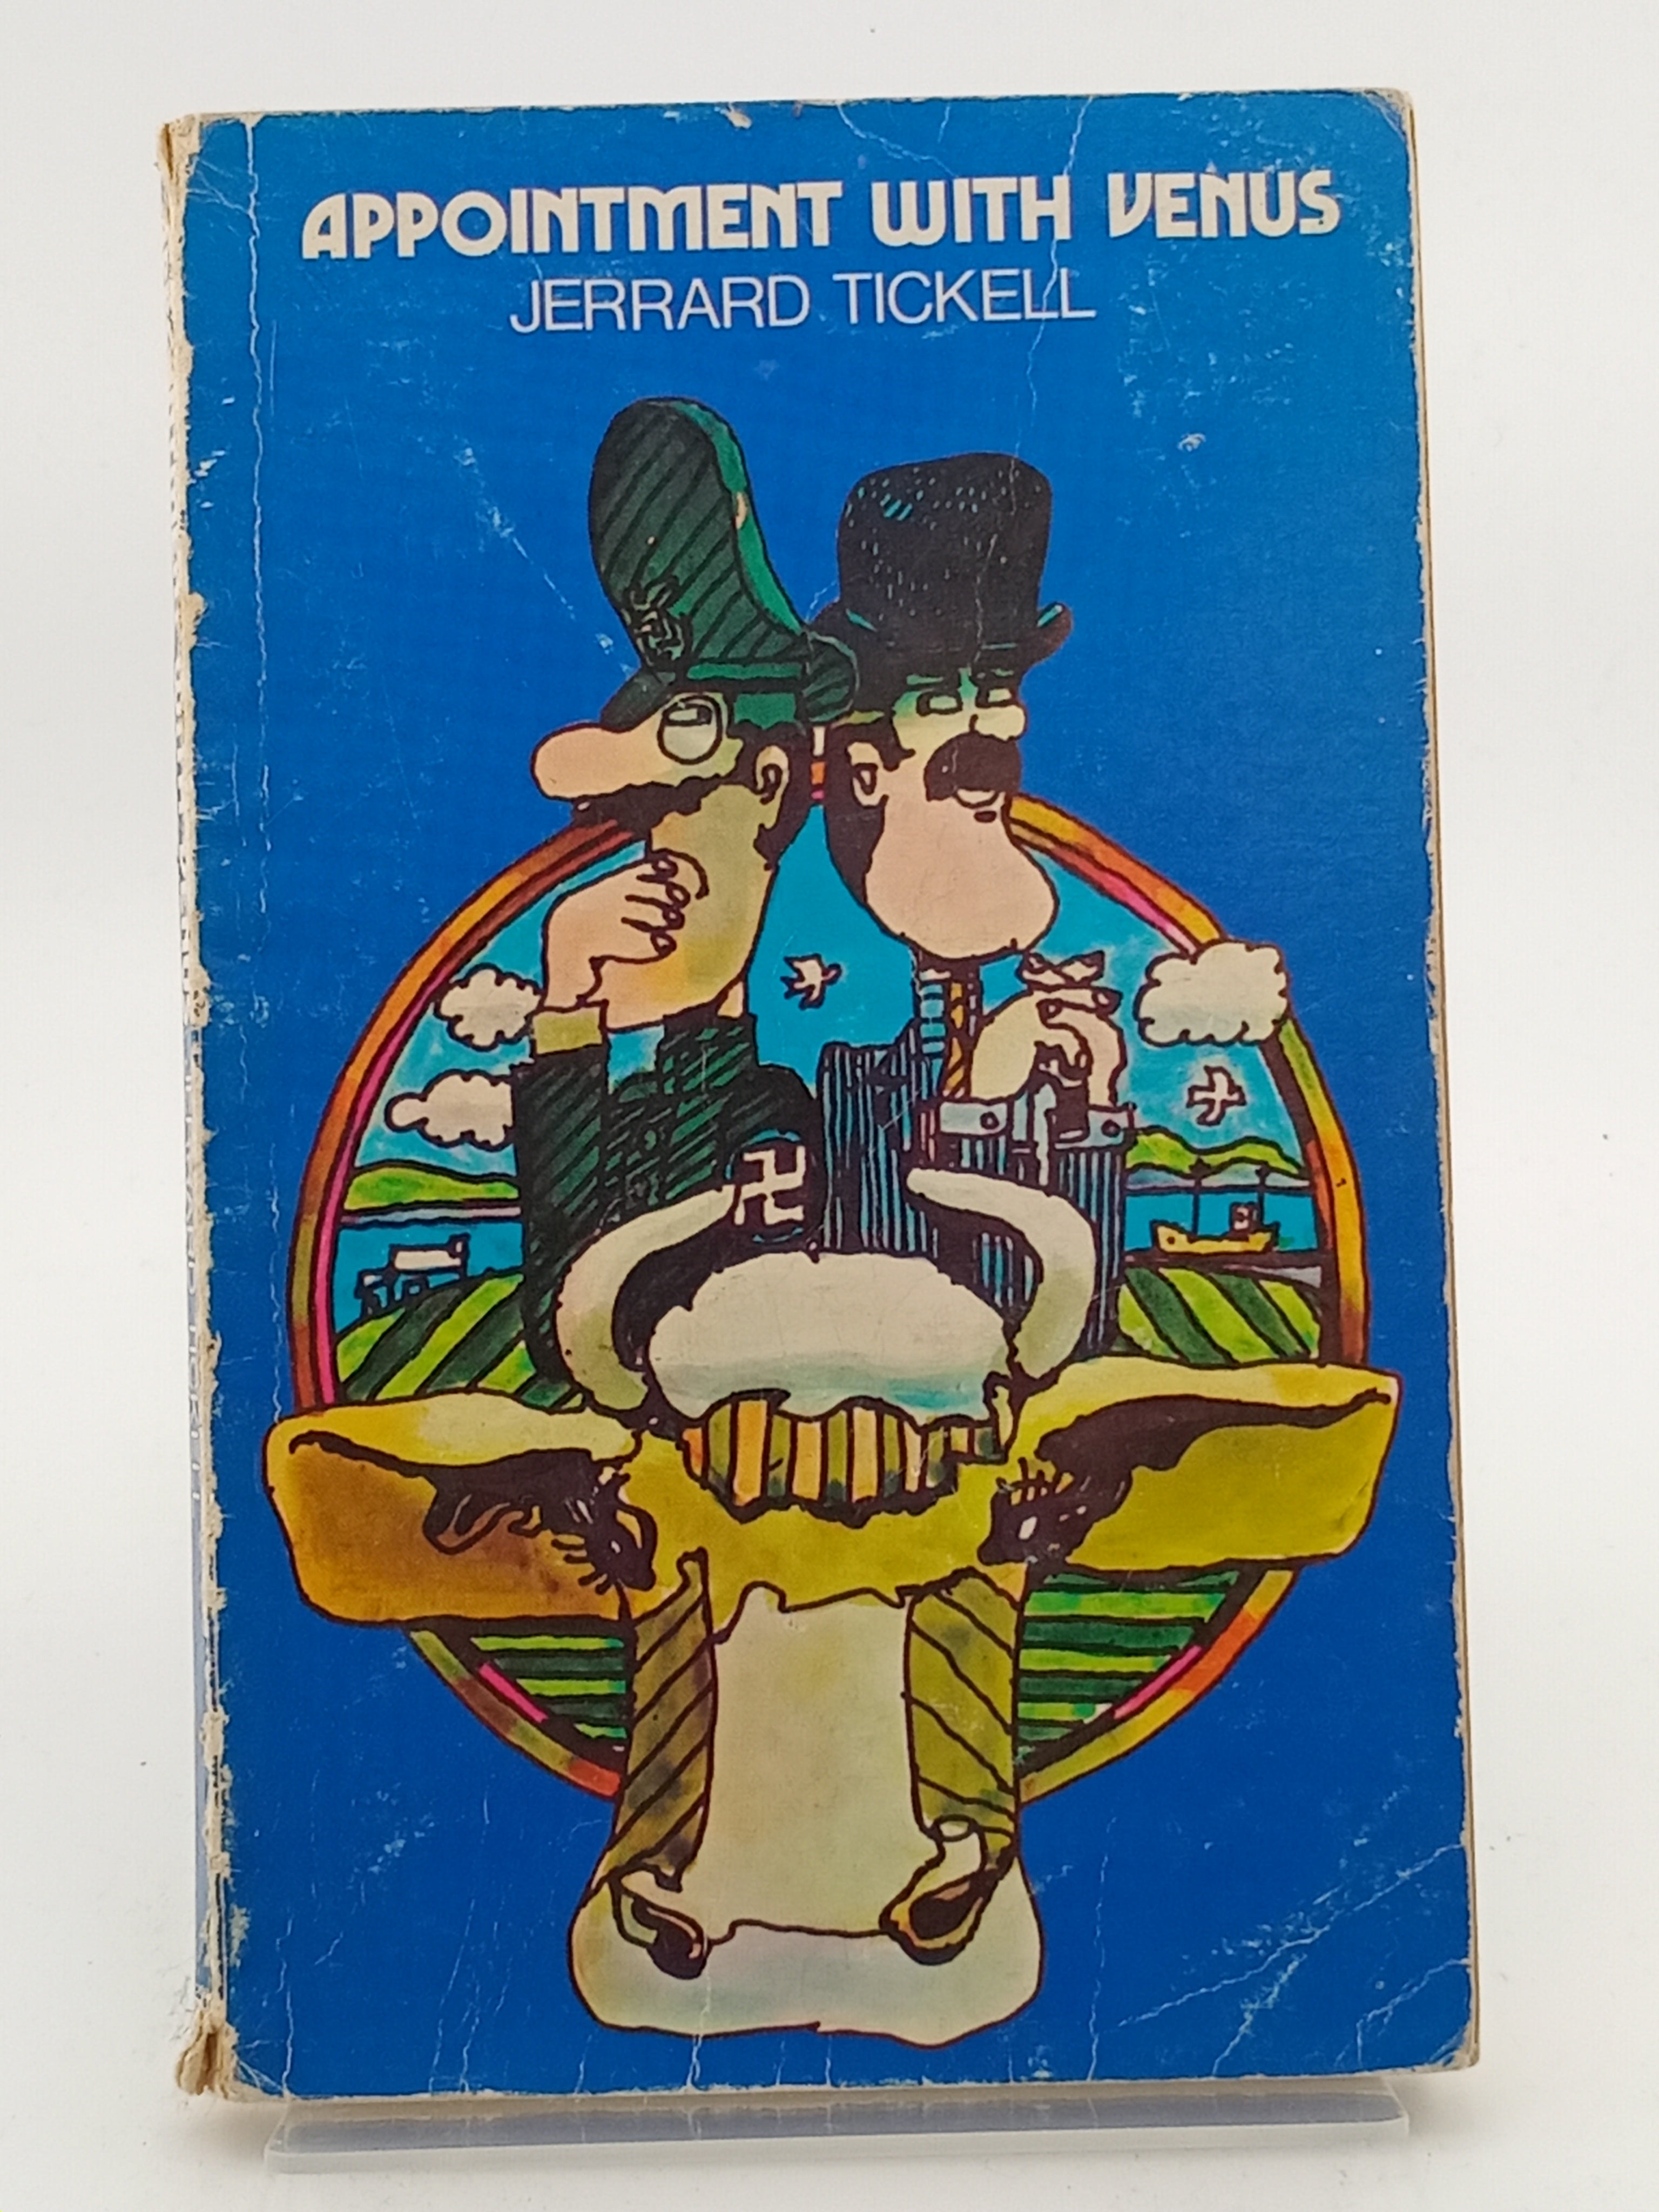 APPOINTMENT WITH VENUS
JERRARD TICKELL